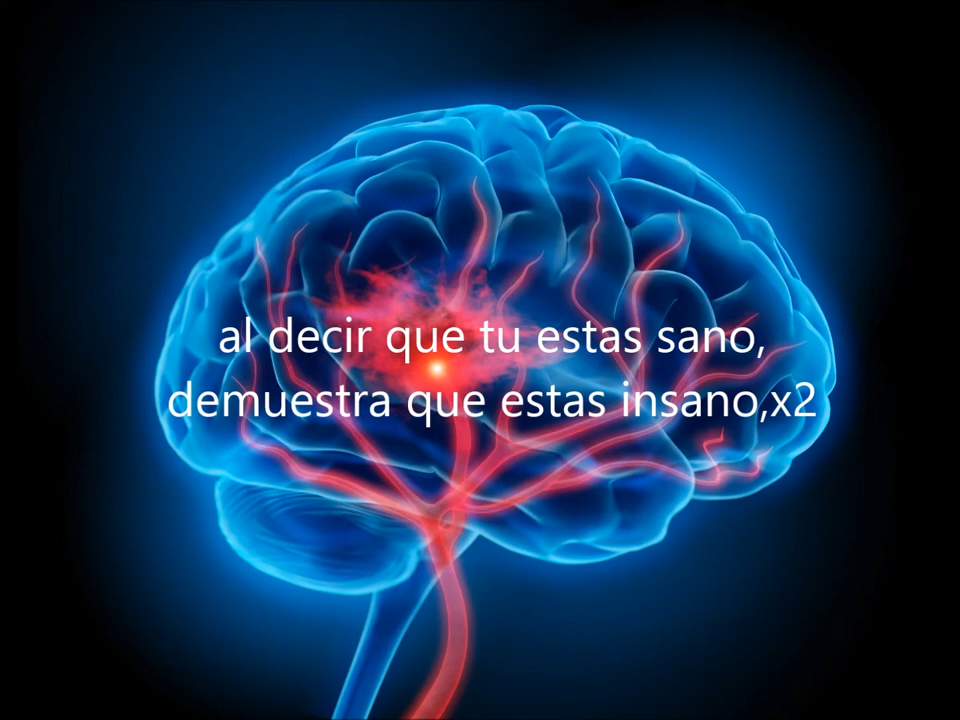 al decir que tu estas sano,
demuestra que estas insano,x2